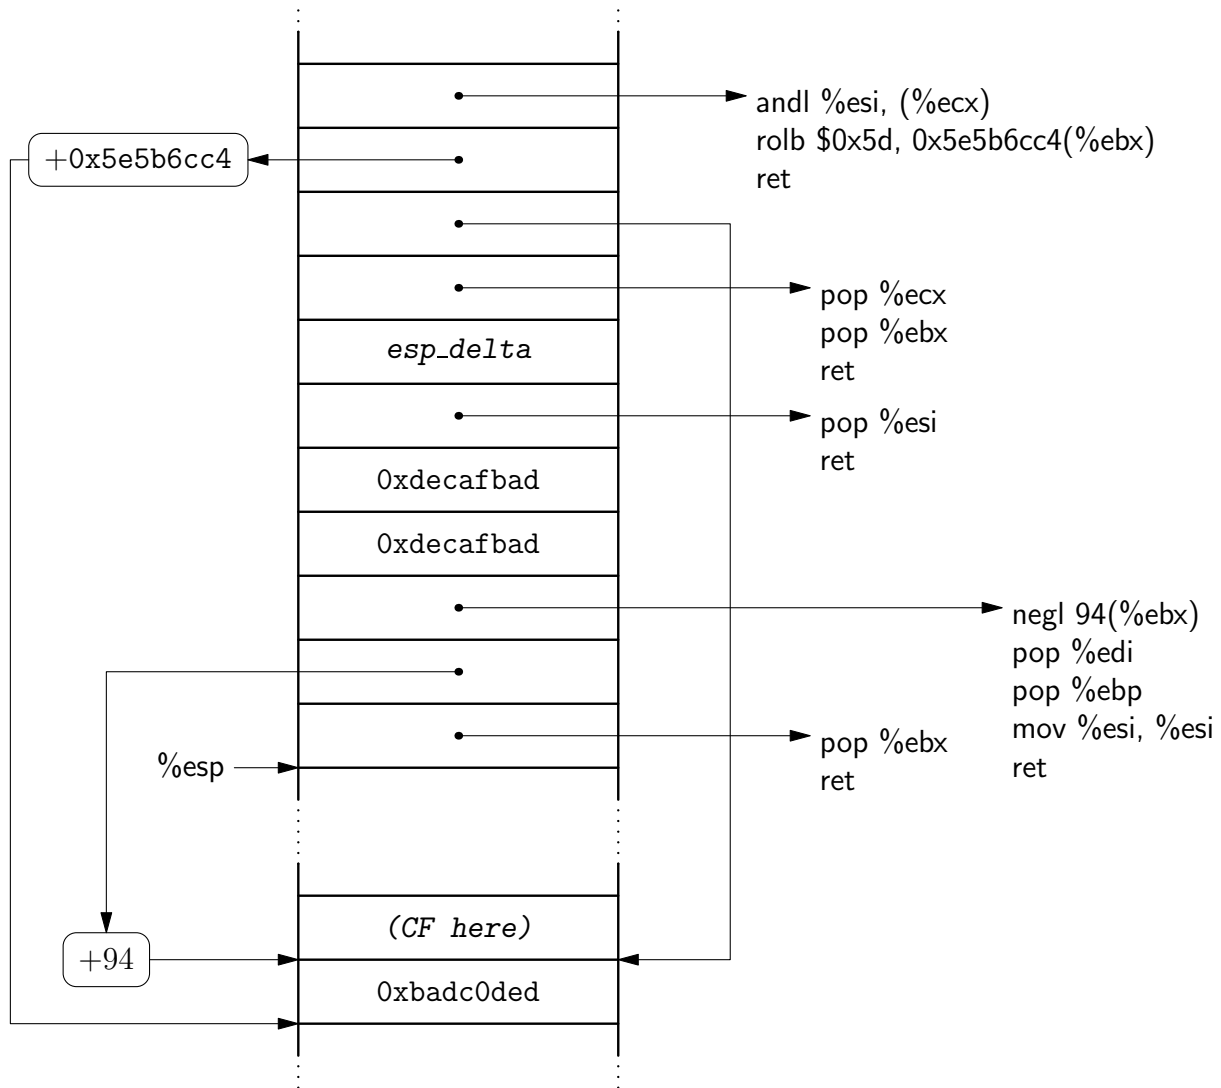 andl %esi, (%ecx)
rolb $0x5d, 0x5e5b6cc4(%ebx)
ret
+0x5e5b6cc4
pop %ecx
pop %ebx
ret
esp_delta
pop %esi
ret
0xdecafbad
0xdecafbad
negl 94(%ebx)
pop %edi
pop %ebp
mov %esi, %esi
ret
pop %ebx
ret
%esp
(CF here)
+94
0xbadc0ded